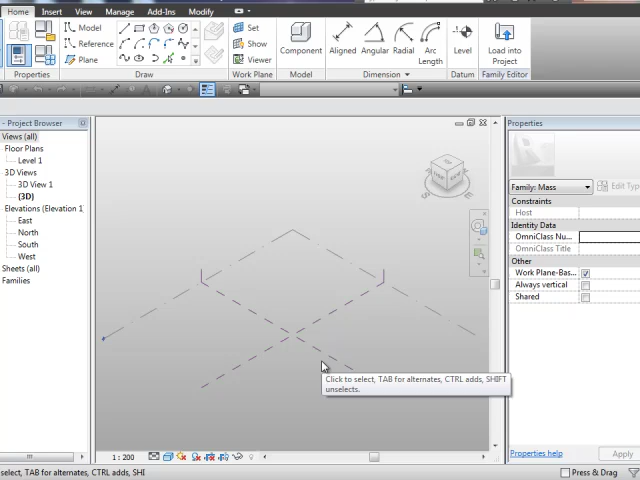 Home Insert View Manage Add-Ins Modify
Model
Reference
Plane
Set
Show
Viewer
Component
Aligned Angular Radial Arc
Length
Level
Load into
Project
Properties Draw Work Plane Model Dimension Datum Family Editor
- Project Browser
Views (all)
Floor Plans
Level 1
3D Views
3D View 1
(3D)
Elevations (Elevation 1
East
North
South
West
Sheets (all)
Families
Click to select, TAB for alternates, CTRL adds, SHIFT
unselects.
1 : 200
Properties
Family: Mass
Edit Typ
Constraints
Host
Identity Data
OmniClass Nu...
OmniClass Title
Other
Work Plane-Bas...
Always vertical
Shared
Properties help
Apply
select, TAB for alternates, CTRL adds, SHI
Press & Drag